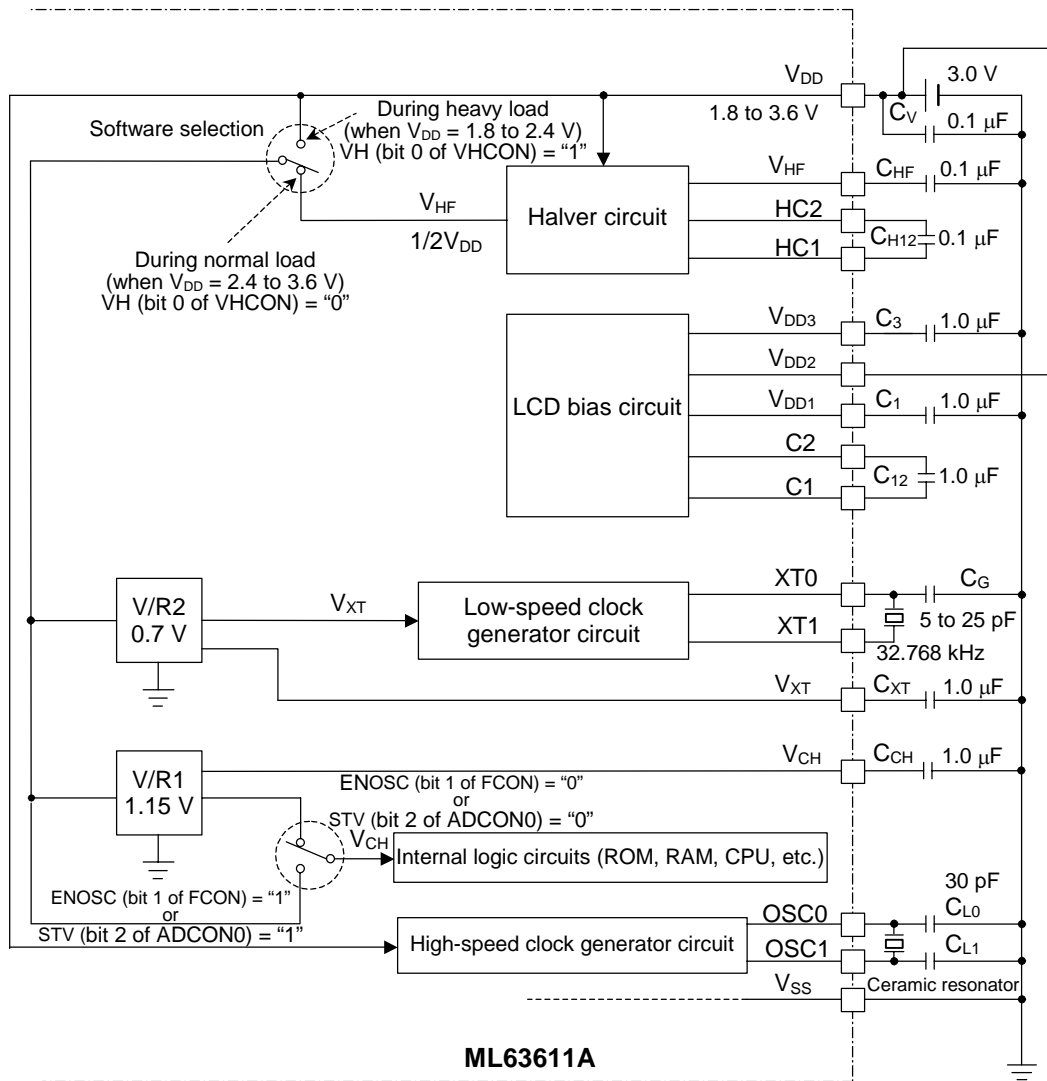 VDD
3.0 V
1.8 to 3.6 V
CV
0.1 μF
Software selection
During heavy load
(when VDD = 1.8 to 2.4 V)
VH (bit 0 of VHCON) = “1”
VHF
1/2VDD
During normal load
(when VDD = 2.4 to 3.6 V)
VH (bit 0 of VHCON) = “0”
Halver circuit
VHF
CHF
0.1 μF
HC2
CH12
0.1 μF
HC1
LCD bias circuit
VDD3
C3
1.0 μF
VDD2
VDD1
C1
1.0 μF
C2
C12
1.0 μF
C1
V/R2
0.7 V
VXT
Low-speed clock
generator circuit
XT0
CG
5 to 25 pF
XT1
32.768 kHz
VXT
CXT
1.0 μF
V/R1
1.15 V
VCH
CCH
1.0 μF
ENOSC (bit 1 of FCON) = “0”
or
STV (bit 2 of ADCON0) = “0”
VCH
Internal logic circuits (ROM, RAM, CPU, etc.)
ENOSC (bit 1 of FCON) = “1”
or
STV (bit 2 of ADCON0) = “1”
High-speed clock generator circuit
30 pF
OSC0
CL0
OSC1
CL1
VSS
Ceramic resonator
ML63611A